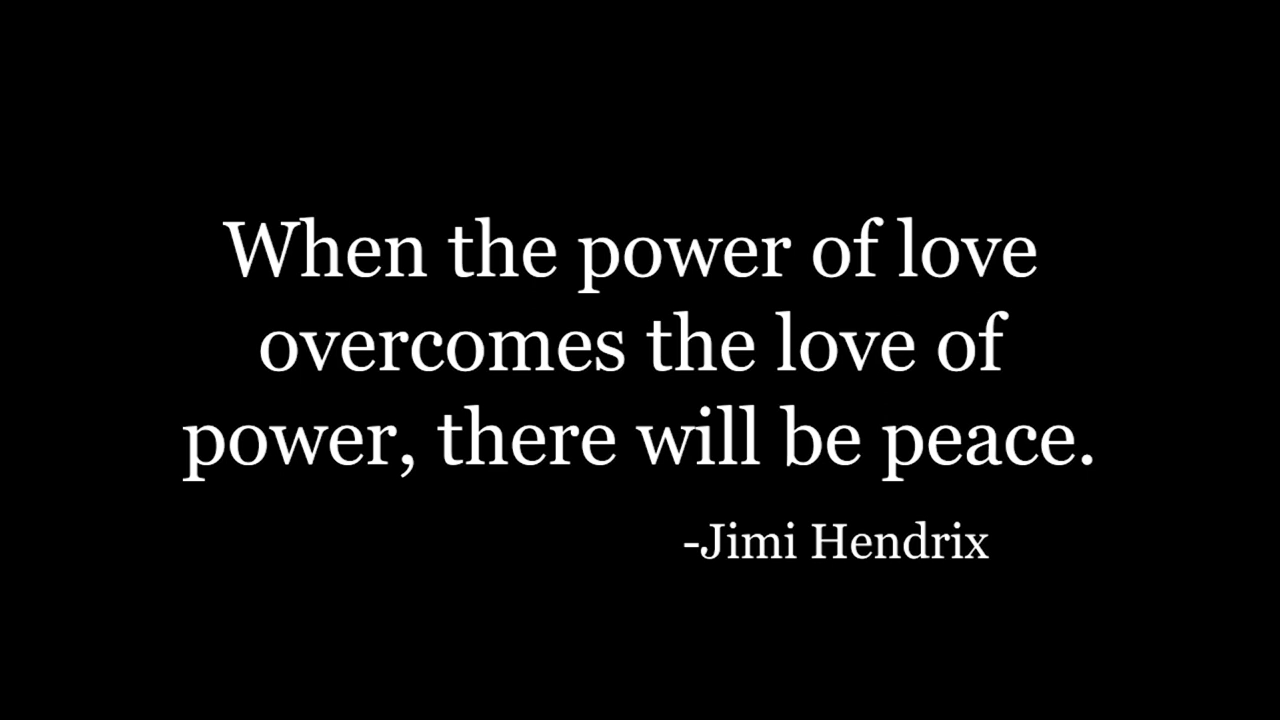 When the power of love
overcomes the love of
power, there will be peace.
-Jimi Hendrix